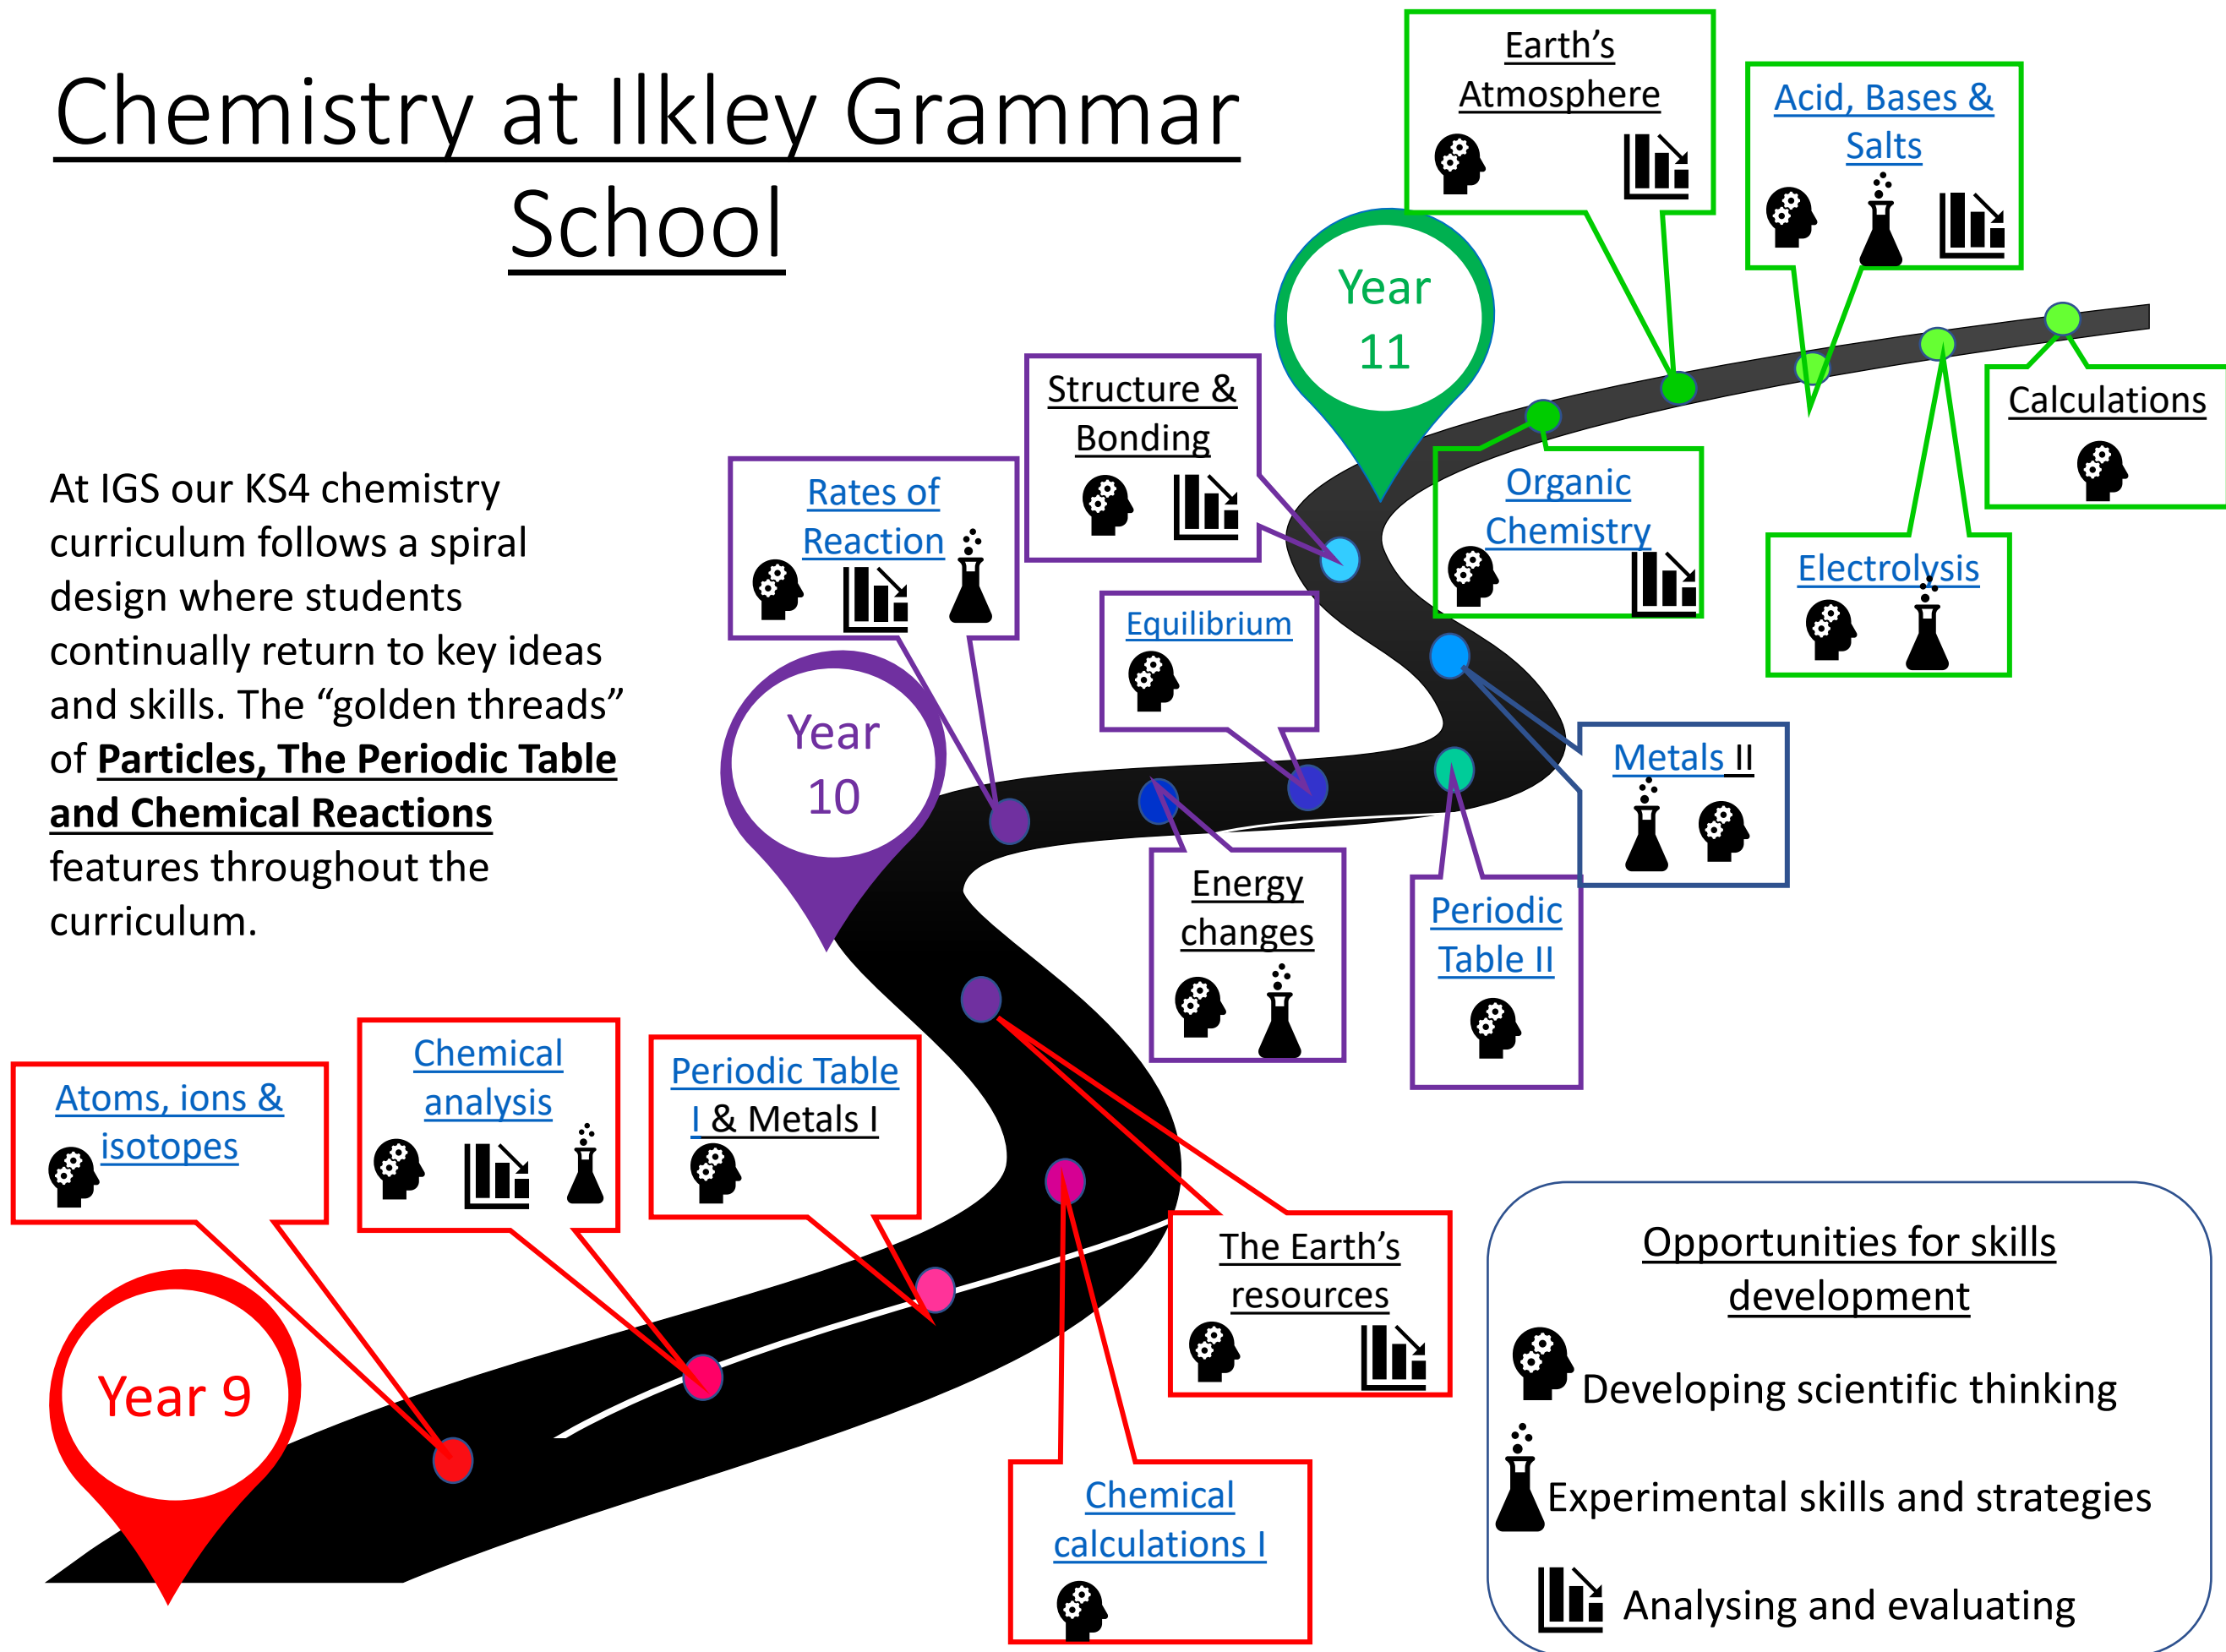 Chemistry at Ilkley Grammar
School
At IGS our KS4 chemistry
curriculum follows a spiral
design where students
continually return to key ideas
and skills. The “golden threads”
of Particles, The Periodic Table
and Chemical Reactions
features throughout the
curriculum.
Year 9
Atoms, ions &
isotopes
Chemical
analysis
Periodic Table
I & Metals I
Chemical
calculations I
The Earth’s
resources
Year
10
Rates of
Reaction
Energy
changes
Equilibrium
Periodic
Table II
Metals II
Structure &
Bonding
Year
11
Organic
Chemistry
Earth’s
Atmosphere
Acid, Bases &
Salts
Electrolysis
Calculations
Opportunities for skills
development
Developing scientific thinking
Experimental skills and strategies
Analysing and evaluating